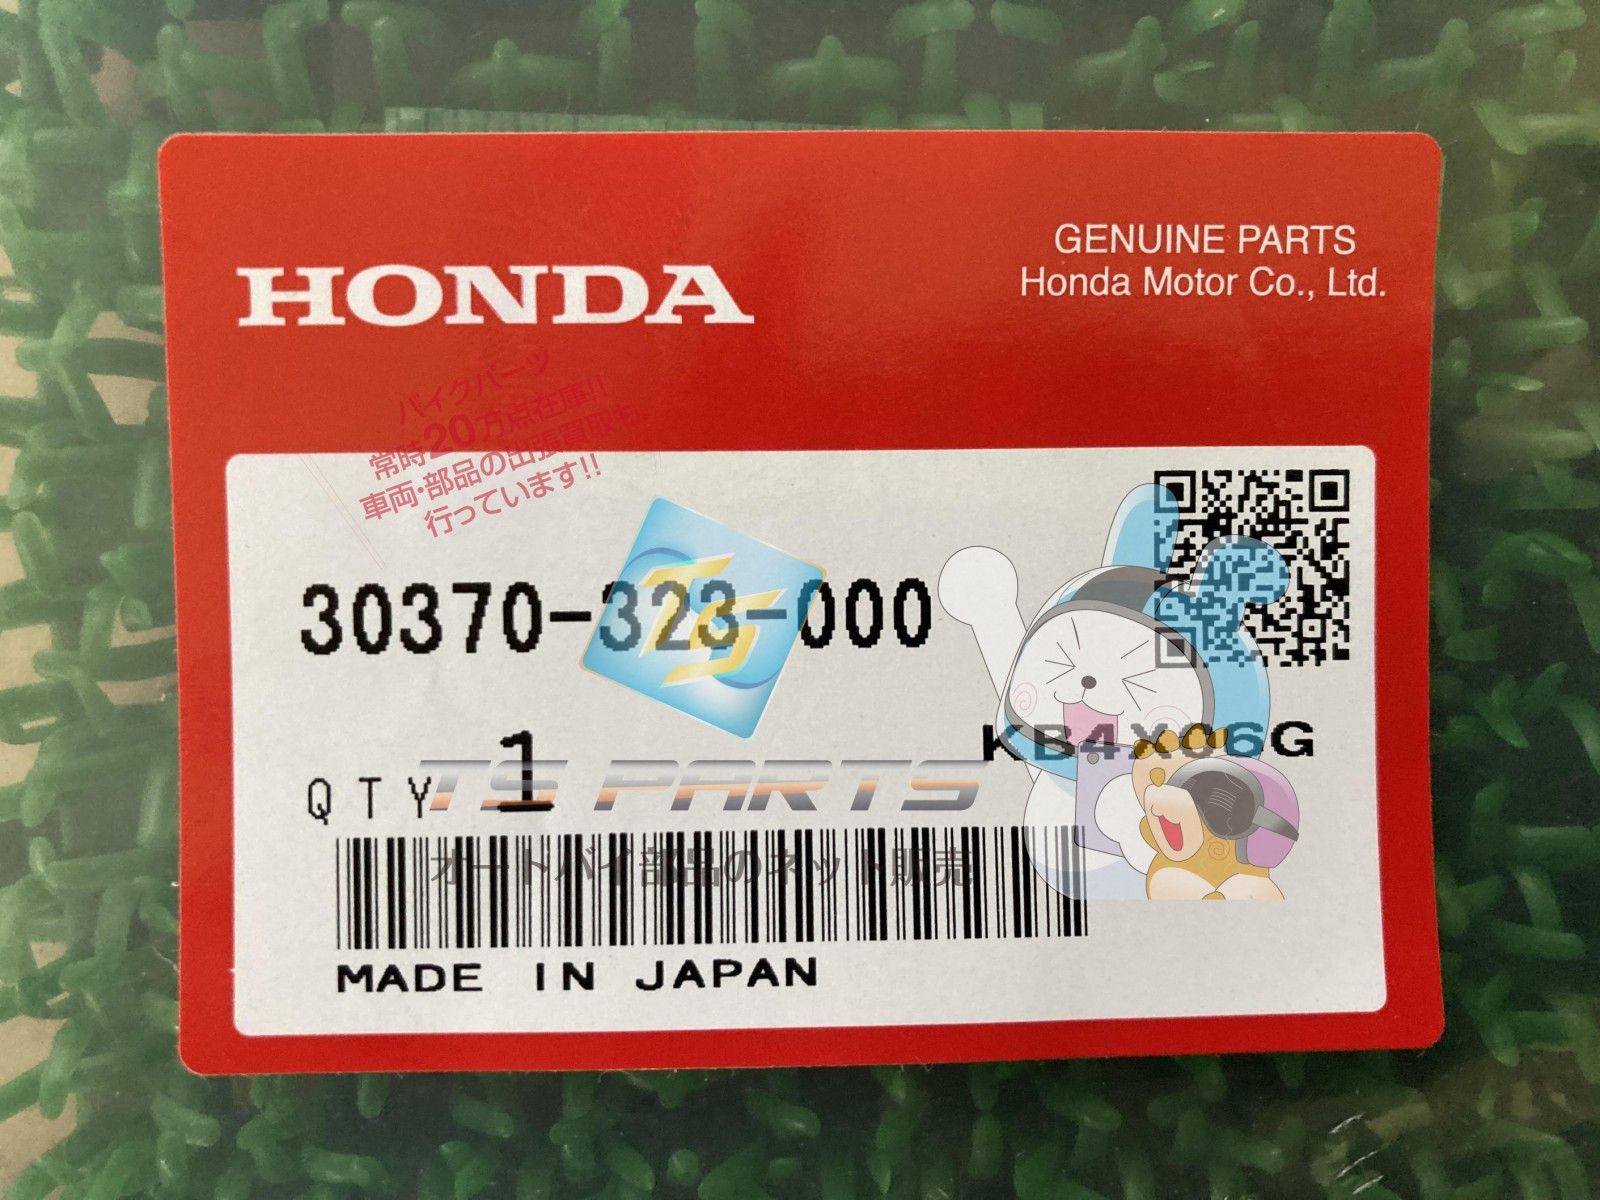 HONDA
GENUINE PARTS
Honda Motor Co., Ltd.
バイクパーツ
常時20万点在庫!!
車両・部品の出張買取も
行っています!!
30370-323-000
TS
KB4X06G
QTY 1
TS PARTS
オートバイ部品のネット販売
MADE IN JAPAN